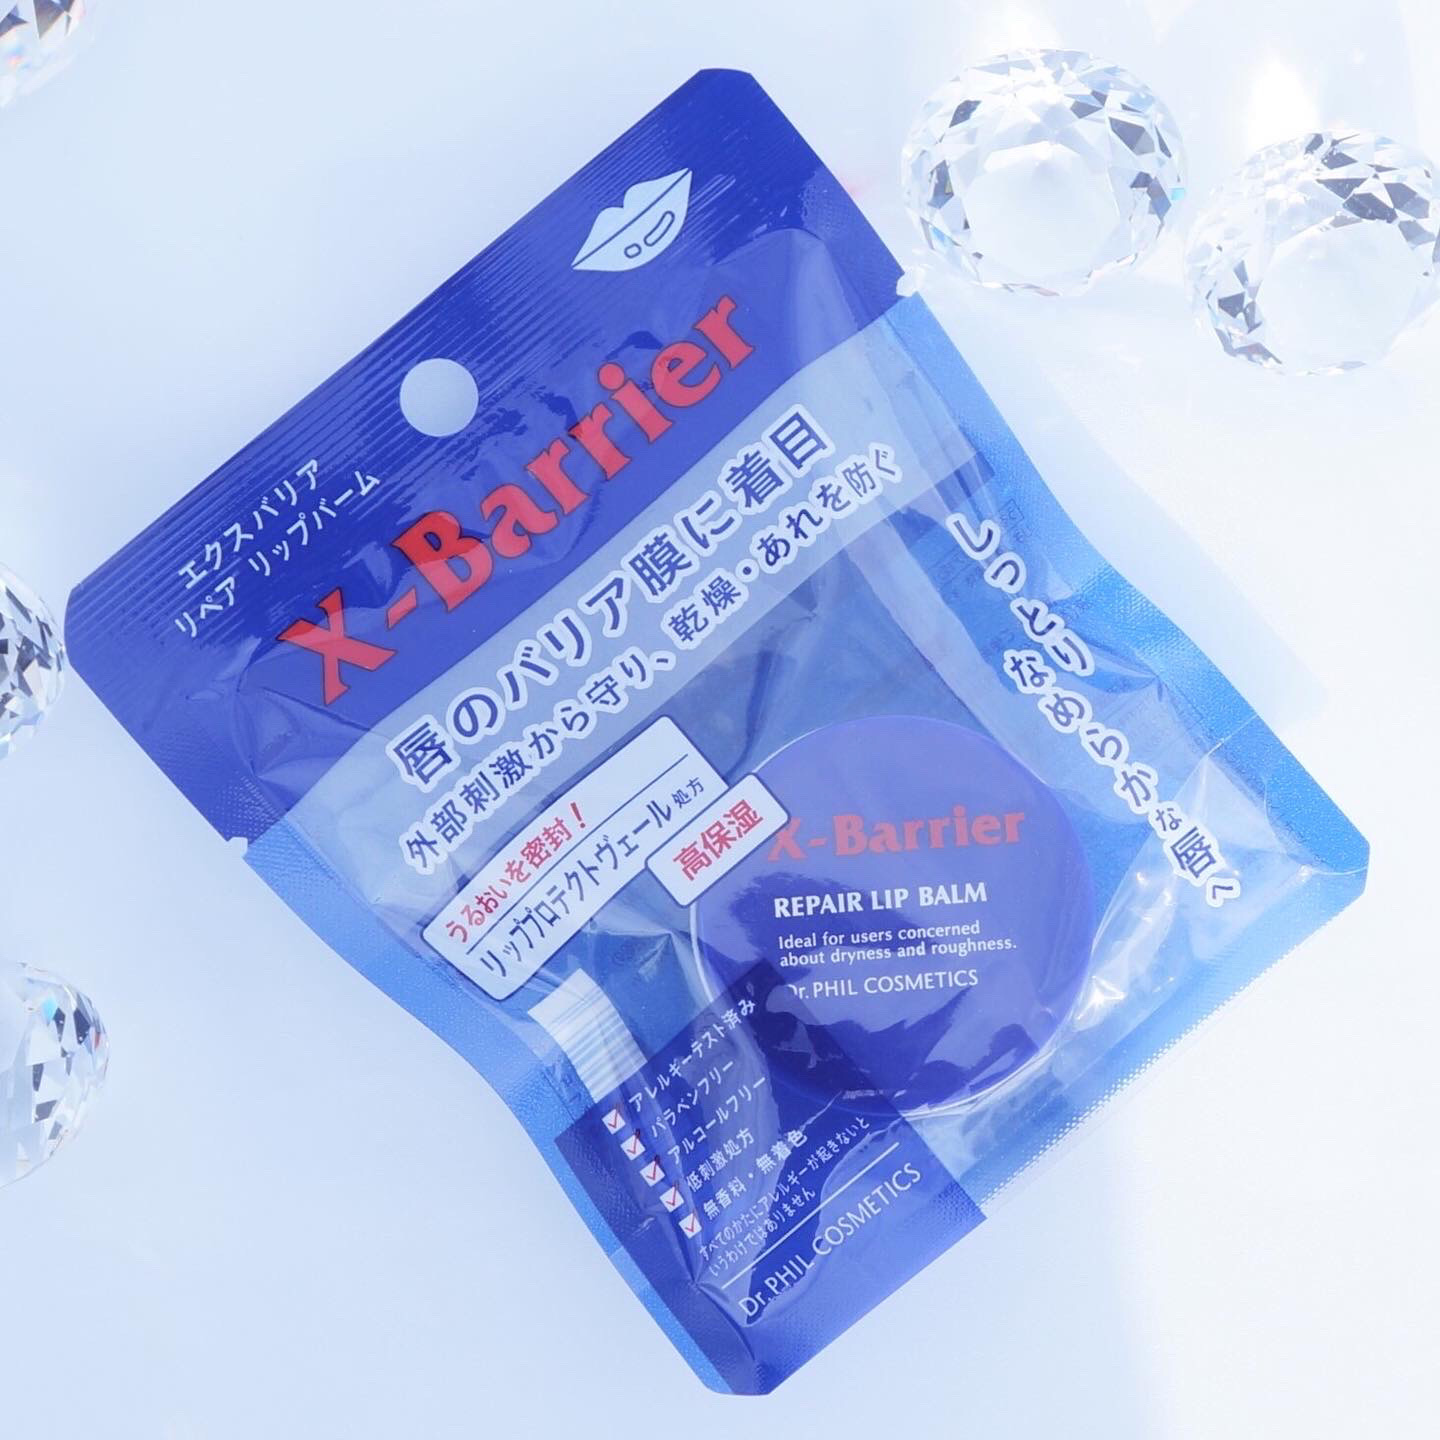 エクスバリア
リペア リップバーム
X-Barrier
唇のバリア膜に着目
外部刺激から守り、乾燥・あれを防ぐ
しっとり
なめらかな唇へ
うるおいを密封!
リッププロテクトヴェール処方
高保湿
X-Barrier
REPAIR LIP BALM
Ideal for users concerned
about dryness and roughness.
Dr. PHIL COSMETICS
アレルギーテスト済み
パラベンフリー
アルコールフリー
低刺激処方
無香料・無着色
すべてのかたにアレルギーが起きないと
いうわけではありません
Dr. PHIL COSMETICS